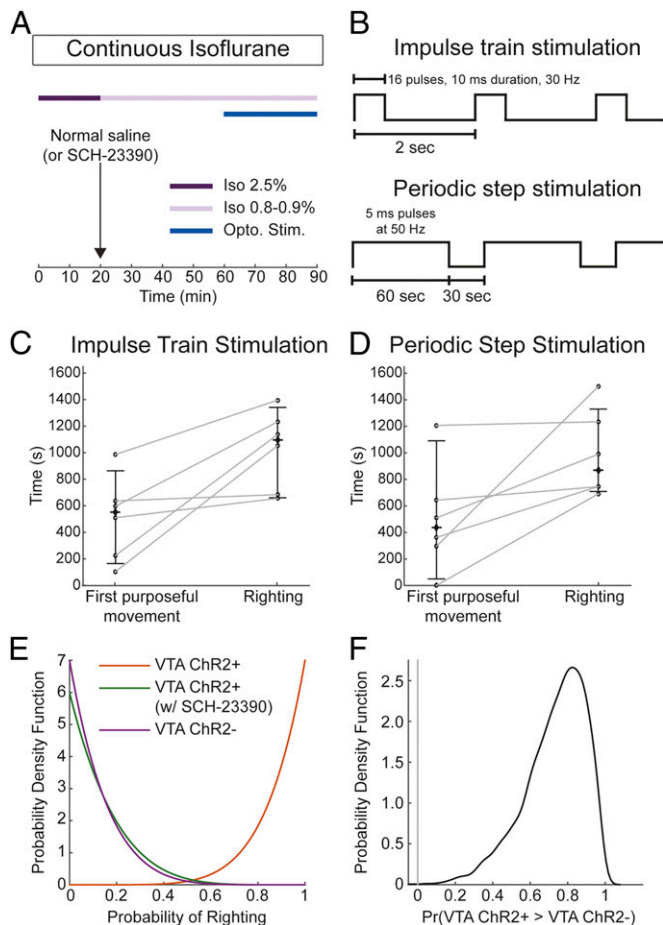 A
Continuous Isoflurane
Normal saline
(or SCH-23390)
Iso 2.5%
Iso 0.8-0.9%
Opto. Stim.
0 10 20 30 40 50 60 70 80 90
Time (min)
B
Impulse train stimulation
16 pulses, 10 ms duration, 30 Hz
2 sec
Periodic step stimulation
5 ms pulses
at 50 Hz
60 sec 30 sec
C Impulse Train Stimulation
Time (s)
1600
1400
1200
1000
800
600
400
200
0
First purposeful
movement
Righting
D Periodic Step Stimulation
Time (s)
1600
1400
1200
1000
800
600
400
200
0
First purposeful
movement
Righting
E
Probability Density Function
7
6
5
4
3
2
1
0
VTA ChR2+
VTA ChR2+
(w/ SCH-23390)
VTA ChR2-
0 0.2 0.4 0.6 0.8 1
Probability of Righting
F
Probability Density Function
2.5
2.0
1.5
1.0
0.5
0
0 0.2 0.4 0.6 0.8 1
Pr(VTA ChR2+ > VTA ChR2-)